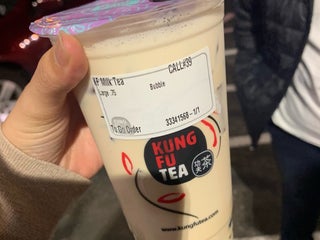 CALL#39
KF Milk Tea
Large .75
Bubble
To Go Order
33341568-1/1
KUNG
FU
TEA
功夫茶
www.kungfutea.com